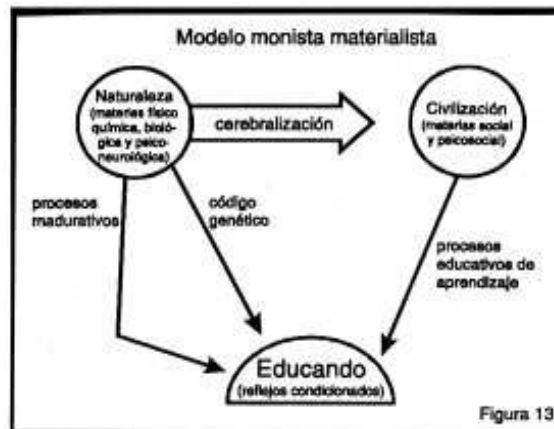 Modelo monista materialista
Naturaleza
(materias físico
química, bioló-
gica y psico-
neurológica)
cerebralización
Civilización
(materias social
y psicosocial)
procesos
madurativos
código
genético
procesos
educativos de
aprendizaje
Educando
(reflejos condicionados)
Figura 13